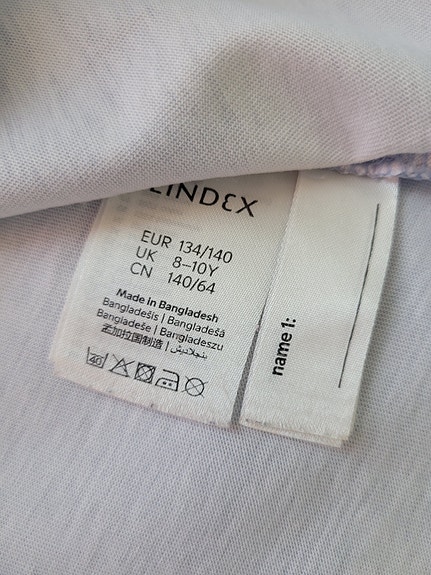 LINDEX
EUR 134/140
UK 8–10Y
CN 140/64
Made in Bangladesh
Bangladešis | Bangladešā
Bangladeše | Bangladeszu
孟加拉国制造 | بنجلاديش
40
name 1: